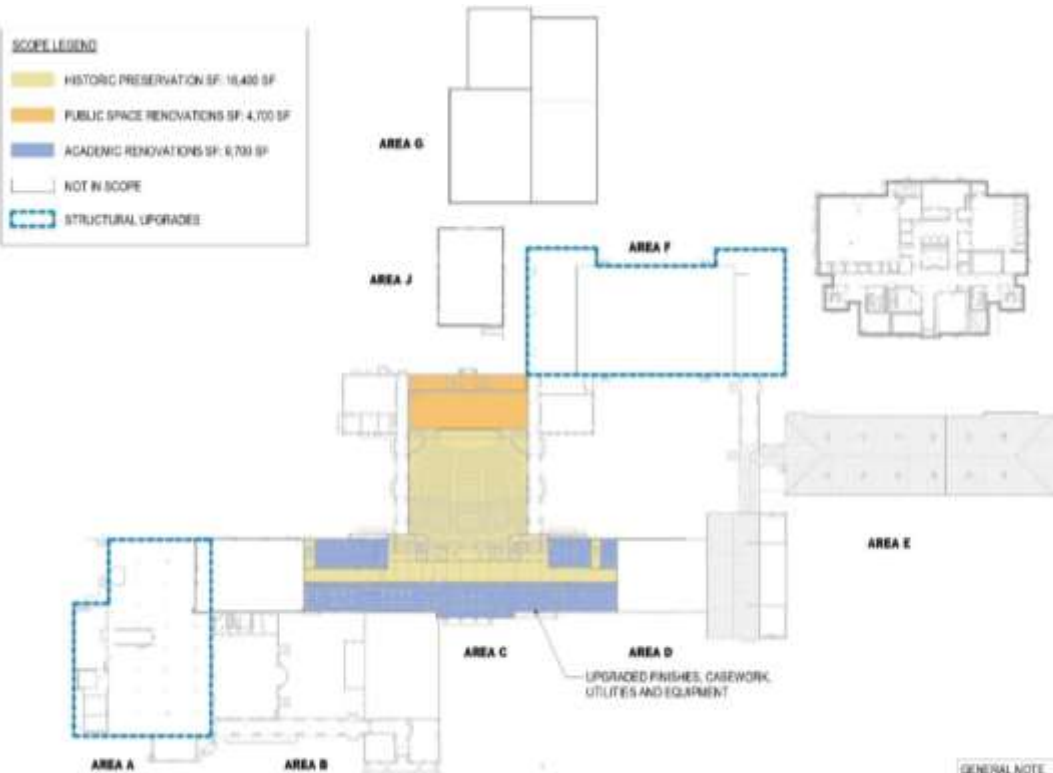 SCOPE LEGEND
HISTORIC PRESERVATION SF: 16,400 SF
PUBLIC SPACE RENOVATIONS SF: 4,700 SF
ACADEMIC RENOVATIONS SF: 9,700 SF
NOT IN SCOPE
STRUCTURAL UPGRADES
AREA G
AREA J
AREA F
AREA E
AREA C
AREA D
UPGRADED FINISHES, CASEWORK,
UTILITIES AND EQUIPMENT
AREA A
AREA B
GENERAL NOTE